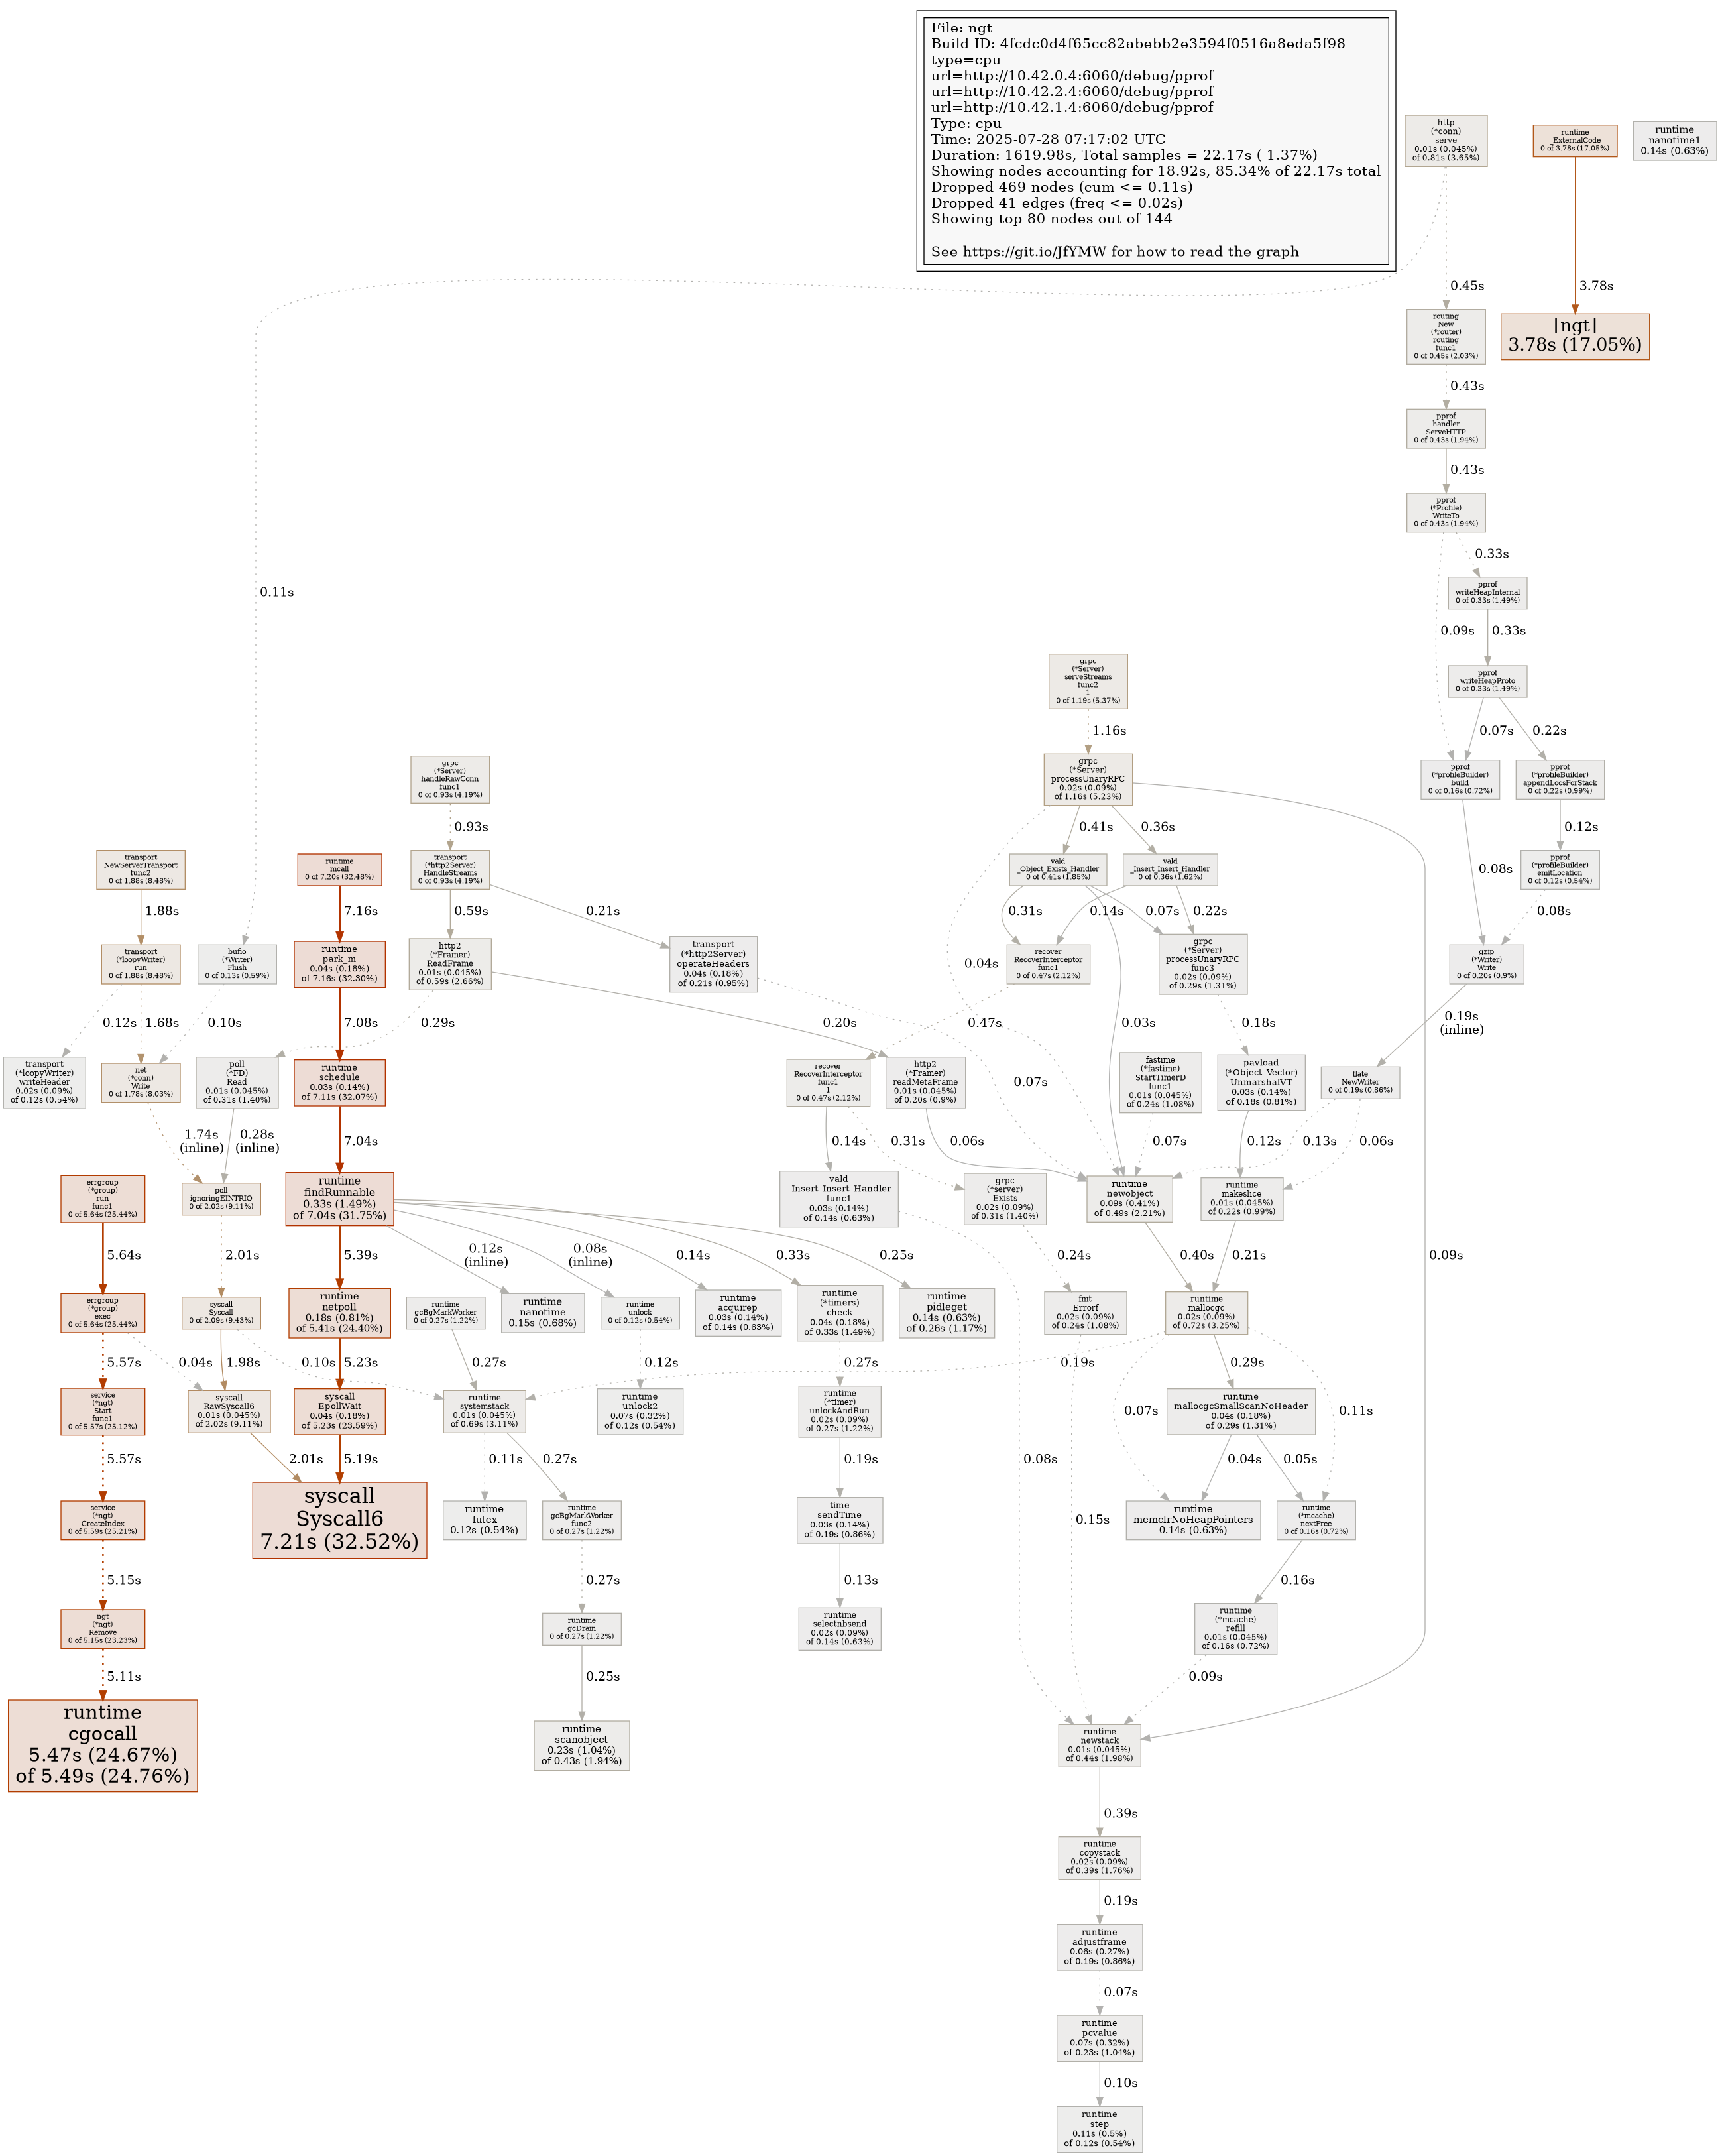 File: ngt
Build ID: 4fcdc0d4f65cc82abebb2e3594f0516a8eda5f98
type=cpu
url=http://10.42.0.4:6060/debug/pprof
url=http://10.42.2.4:6060/debug/pprof
url=http://10.42.1.4:6060/debug/pprof
Type: cpu
Time: 2025-07-28 07:17:02 UTC
Duration: 1619.98s, Total samples = 22.17s ( 1.37%)
Showing nodes accounting for 18.92s, 85.34% of 22.17s total
Dropped 469 nodes (cum <= 0.11s)
Dropped 41 edges (freq <= 0.02s)
Showing top 80 nodes out of 144
See https://git.io/JfYMW for how to read the graph
http
(*conn)
serve
0.01s (0.045%)
of 0.81s (3.65%)
runtime
_ExternalCode
0 of 3.78s (17.05%)
runtime
nanotime1
0.14s (0.63%)
0.45s
3.78s
routing
New
(*router)
routing
func1
0 of 0.45s (2.03%)
[ngt]
3.78s (17.05%)
0.43s
pprof
handler
ServeHTTP
0 of 0.43s (1.94%)
0.43s
pprof
(*Profile)
WriteTo
0 of 0.43s (1.94%)
0.33s
0.11s
pprof
writeHeapInternal
0 of 0.33s (1.49%)
0.09s
0.33s
grpc
(*Server)
serveStreams
func2
1
0 of 1.19s (5.37%)
pprof
writeHeapProto
0 of 0.33s (1.49%)
1.16s
0.07s
0.22s
grpc
(*Server)
handleRawConn
func1
0 of 0.93s (4.19%)
grpc
(*Server)
processUnaryRPC
0.02s (0.09%)
of 1.16s (5.23%)
pprof
(*profileBuilder)
build
0 of 0.16s (0.72%)
pprof
(*profileBuilder)
appendLocsForStack
0 of 0.22s (0.99%)
0.93s
0.41s
0.36s
0.12s
transport
NewServerTransport
func2
0 of 1.88s (8.48%)
runtime
mcall
0 of 7.20s (32.48%)
transport
(*http2Server)
HandleStreams
0 of 0.93s (4.19%)
vald
_Object_Exists_Handler
0 of 0.41s (1.85%)
vald
_Insert_Insert_Handler
0 of 0.36s (1.62%)
0.08s
pprof
(*profileBuilder)
emitLocation
0 of 0.12s (0.54%)
1.88s
7.16s
0.59s
0.21s
0.31s
0.14s
0.07s
0.22s
0.08s
transport
(*loopyWriter)
run
0 of 1.88s (8.48%)
bufio
(*Writer)
Flush
0 of 0.13s (0.59%)
runtime
park_m
0.04s (0.18%)
of 7.16s (32.30%)
http2
(*Framer)
ReadFrame
0.01s (0.045%)
of 0.59s (2.66%)
transport
(*http2Server)
operateHeaders
0.04s (0.18%)
of 0.21s (0.95%)
0.04s
recover
RecoverInterceptor
func1
0 of 0.47s (2.12%)
grpc
(*Server)
processUnaryRPC
func3
0.02s (0.09%)
of 0.29s (1.31%)
gzip
(*Writer)
Write
0 of 0.20s (0.9%)
0.12s
1.68s
0.10s
7.08s
0.29s
0.20s
0.47s
0.03s
0.18s
0.19s
(inline)
transport
(*loopyWriter)
writeHeader
0.02s (0.09%)
of 0.12s (0.54%)
net
(*conn)
Write
0 of 1.78s (8.03%)
poll
(*FD)
Read
0.01s (0.045%)
of 0.31s (1.40%)
runtime
schedule
0.03s (0.14%)
of 7.11s (32.07%)
recover
RecoverInterceptor
func1
1
0 of 0.47s (2.12%)
http2
(*Framer)
readMetaFrame
0.01s (0.045%)
of 0.20s (0.9%)
0.07s
fastime
(*fastime)
StartTimerD
func1
0.01s (0.045%)
of 0.24s (1.08%)
payload
(*Object_Vector)
UnmarshalVT
0.03s (0.14%)
of 0.18s (0.81%)
flate
NewWriter
0 of 0.19s (0.86%)
1.74s
(inline)
0.28s
(inline)
7.04s
0.14s
0.31s
0.06s
0.07s
0.12s
0.13s
0.06s
errgroup
(*group)
run
func1
0 of 5.64s (25.44%)
poll
ignoringEINTRIO
0 of 2.02s (9.11%)
runtime
findRunnable
0.33s (1.49%)
of 7.04s (31.75%)
vald
_Insert_Insert_Handler
func1
0.03s (0.14%)
of 0.14s (0.63%)
grpc
(*server)
Exists
0.02s (0.09%)
of 0.31s (1.40%)
runtime
newobject
0.09s (0.41%)
of 0.49s (2.21%)
runtime
makeslice
0.01s (0.045%)
of 0.22s (0.99%)
5.64s
2.01s
5.39s
0.12s
(inline)
0.08s
(inline)
0.14s
0.33s
0.25s
0.24s
0.40s
0.21s
0.09s
errgroup
(*group)
exec
0 of 5.64s (25.44%)
syscall
Syscall
0 of 2.09s (9.43%)
runtime
netpoll
0.18s (0.81%)
of 5.41s (24.40%)
runtime
gcBgMarkWorker
0 of 0.27s (1.22%)
runtime
nanotime
0.15s (0.68%)
runtime
unlock
0 of 0.12s (0.54%)
runtime
acquirep
0.03s (0.14%)
of 0.14s (0.63%)
runtime
(*timers)
check
0.04s (0.18%)
of 0.33s (1.49%)
runtime
pidleget
0.14s (0.63%)
of 0.26s (1.17%)
fmt
Errorf
0.02s (0.09%)
of 0.24s (1.08%)
runtime
mallocgc
0.02s (0.09%)
of 0.72s (3.25%)
5.57s
0.04s
1.98s
0.10s
5.23s
0.27s
0.12s
0.27s
0.19s
0.29s
service
(*ngt)
Start
func1
0 of 5.57s (25.12%)
syscall
RawSyscall6
0.01s (0.045%)
of 2.02s (9.11%)
syscall
EpollWait
0.04s (0.18%)
of 5.23s (23.59%)
runtime
systemstack
0.01s (0.045%)
of 0.69s (3.11%)
runtime
unlock2
0.07s (0.32%)
of 0.12s (0.54%)
runtime
(*timer)
unlockAndRun
0.02s (0.09%)
of 0.27s (1.22%)
0.07s
runtime
mallocgcSmallScanNoHeader
0.04s (0.18%)
of 0.29s (1.31%)
0.11s
5.57s
2.01s
5.19s
0.11s
0.27s
0.19s
0.08s
0.04s
0.05s
service
(*ngt)
CreateIndex
0 of 5.59s (25.21%)
syscall
Syscall6
7.21s (32.52%)
runtime
futex
0.12s (0.54%)
runtime
gcBgMarkWorker
func2
0 of 0.27s (1.22%)
time
sendTime
0.03s (0.14%)
of 0.19s (0.86%)
0.15s
runtime
memclrNoHeapPointers
0.14s (0.63%)
runtime
(*mcache)
nextFree
0 of 0.16s (0.72%)
5.15s
0.27s
0.13s
0.16s
ngt
(*ngt)
Remove
0 of 5.15s (23.23%)
runtime
gcDrain
0 of 0.27s (1.22%)
runtime
selectnbsend
0.02s (0.09%)
of 0.14s (0.63%)
runtime
(*mcache)
refill
0.01s (0.045%)
of 0.16s (0.72%)
5.11s
0.25s
0.09s
runtime
cgocall
5.47s (24.67%)
of 5.49s (24.76%)
runtime
scanobject
0.23s (1.04%)
of 0.43s (1.94%)
runtime
newstack
0.01s (0.045%)
of 0.44s (1.98%)
0.39s
runtime
copystack
0.02s (0.09%)
of 0.39s (1.76%)
0.19s
runtime
adjustframe
0.06s (0.27%)
of 0.19s (0.86%)
0.07s
runtime
pcvalue
0.07s (0.32%)
of 0.23s (1.04%)
0.10s
runtime
step
0.11s (0.5%)
of 0.12s (0.54%)